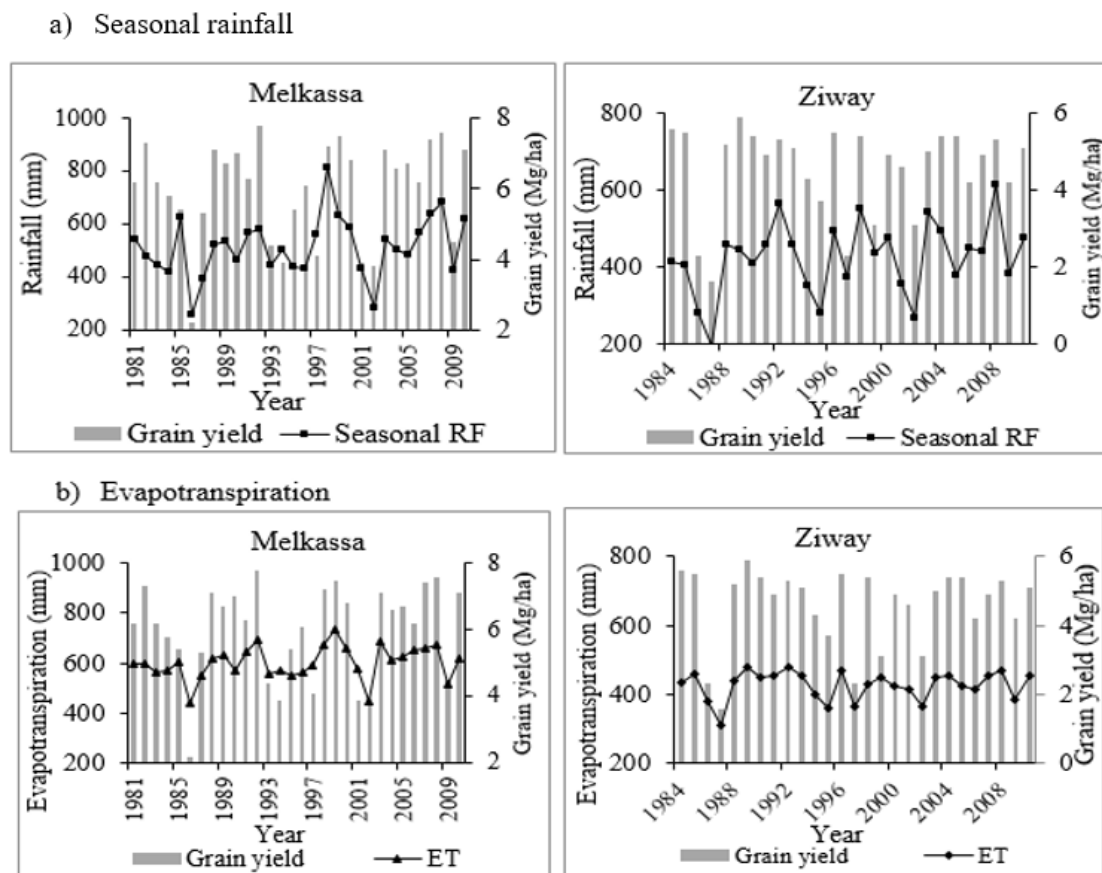 a) Seasonal rainfall
Melkassa
Rainfall (mm)
1000
800
600
400
200
8
6
4
2
Grain yield (Mg/ha)
1981
1985
1989
1993
1997
2001
2005
2009
Year
Grain yield
Seasonal RF
Ziway
Rainfall (mm)
800
600
400
200
6
4
2
0
Grain yield (Mg/ha)
1984
1988
1992
1996
2000
2004
2008
Year
Grain yield
Seasonal RF
b) Evapotranspiration
Melkassa
Evapotranspiration (mm)
1000
800
600
400
200
8
6
4
2
Grain yield (Mg/ha)
1981
1985
1989
1993
1997
2001
2005
2009
Year
Grain yield
ET
Ziway
Evapotranspiration (mm)
800
600
400
200
6
4
2
0
Grain yield (Mg/ha)
1984
1988
1992
1996
2000
2004
2008
Year
Grain yield
ET